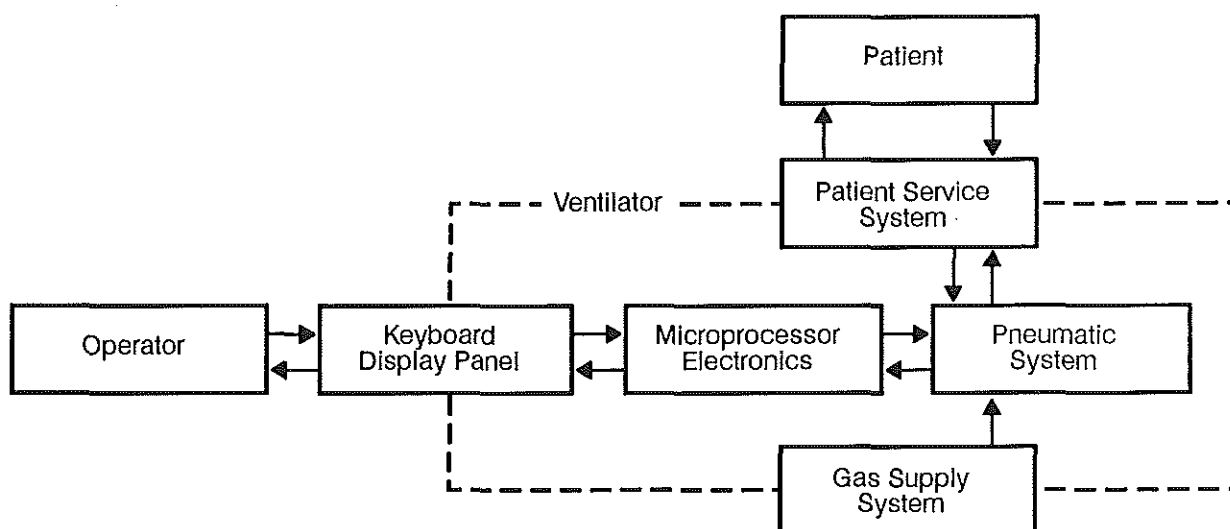 Patient
Ventilator
Patient Service
System
Operator
Keyboard
Display Panel
Microprocessor
Electronics
Pneumatic
System
Gas Supply
System